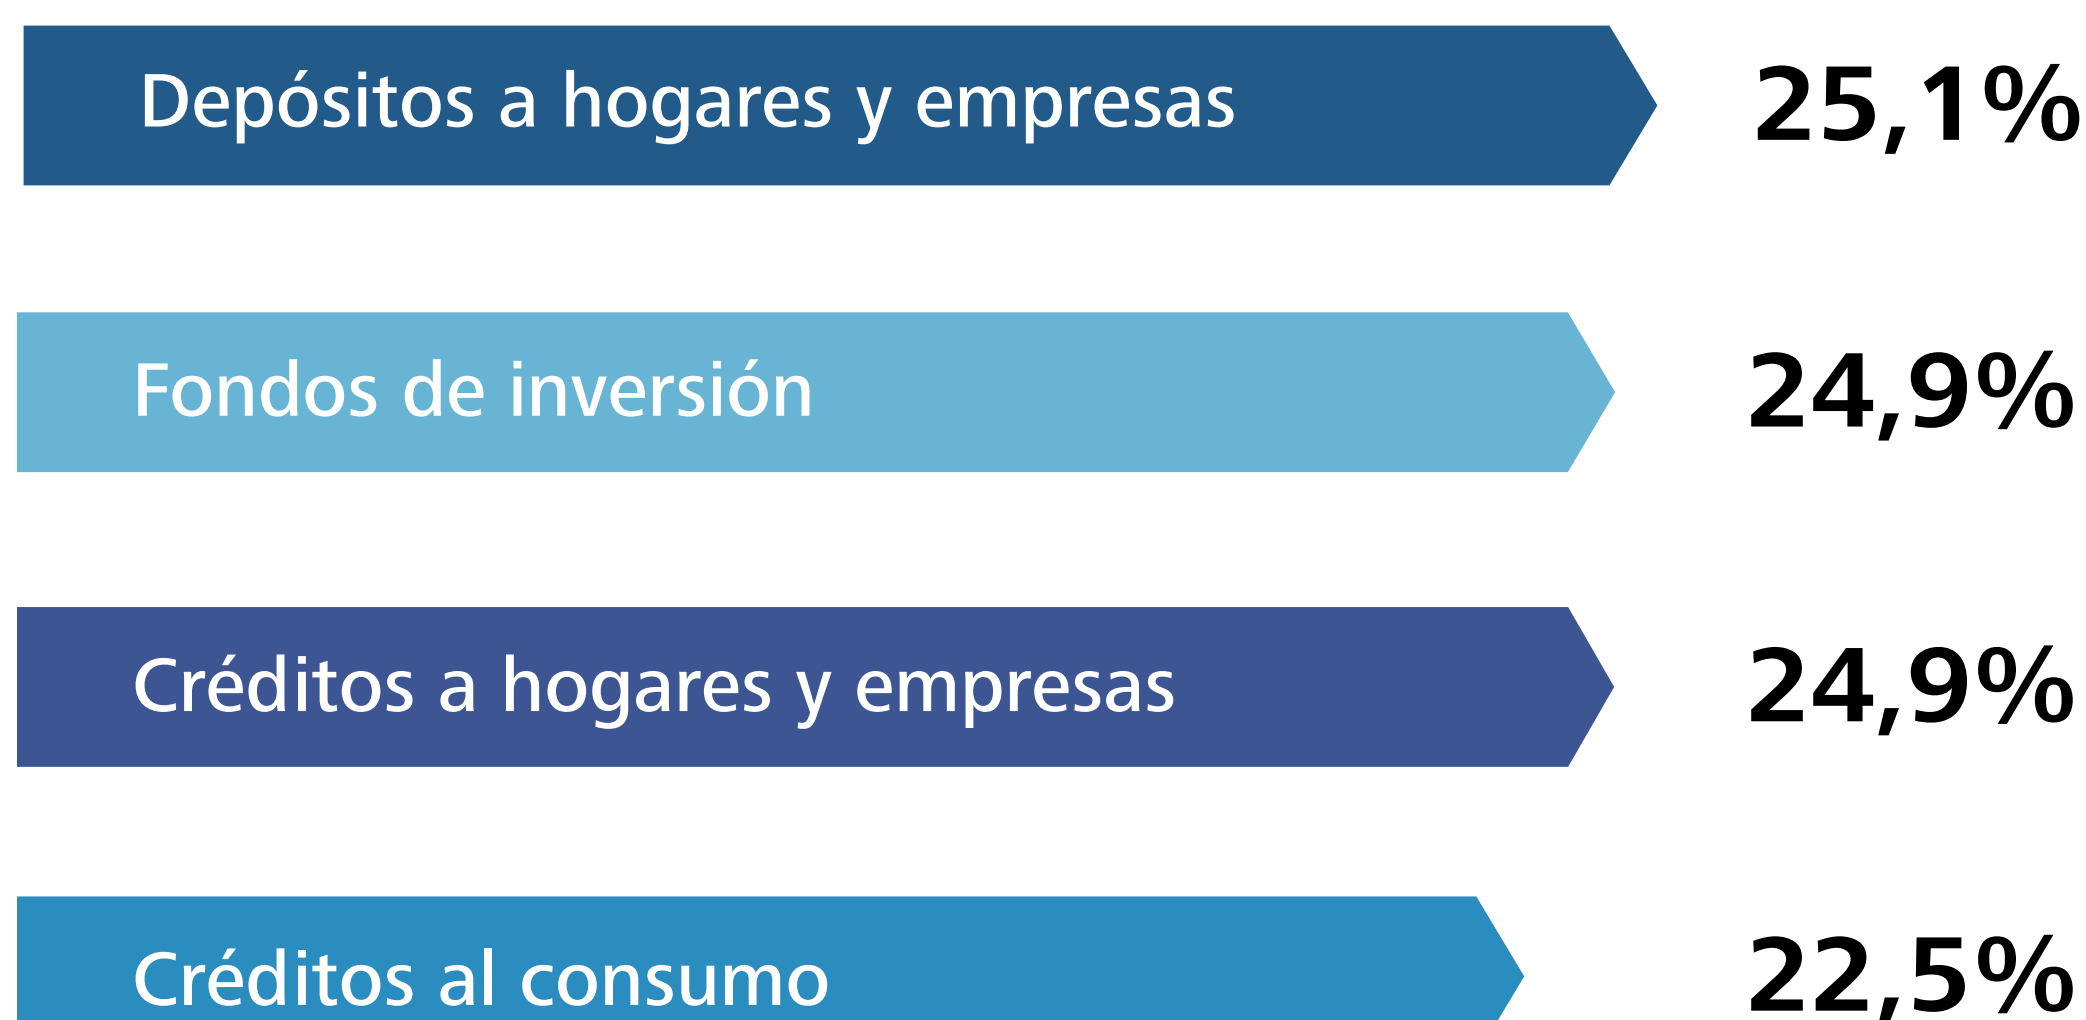 Depósitos a hogares y empresas 25,1%
Fondos de inversión 24,9%
Créditos a hogares y empresas 24,9%
Créditos al consumo 22,5%